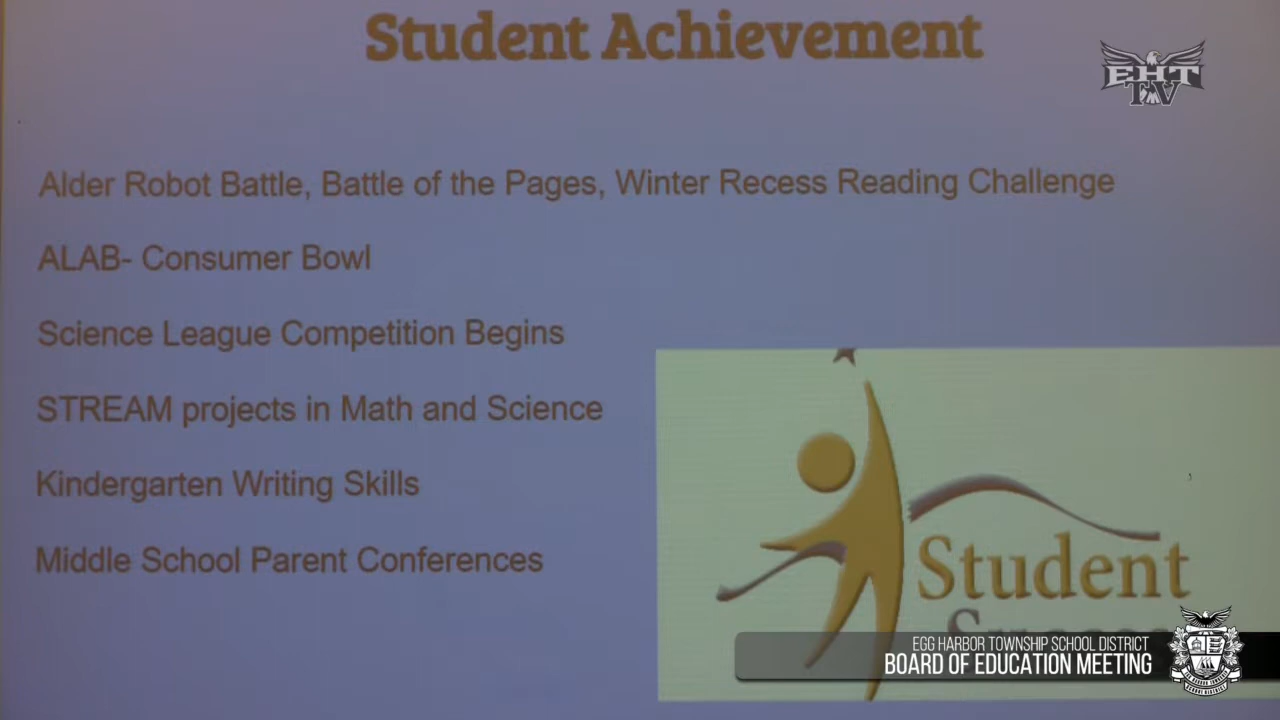 Student Achievement
EHT
TV
Alder Robot Battle, Battle of the Pages, Winter Recess Reading Challenge
ALAB- Consumer Bowl
Science League Competition Begins
STREAM projects in Math and Science
Kindergarten Writing Skills
Middle School Parent Conferences
Student
EGG HARBOR TOWNSHIP SCHOOL DISTRICT
BOARD OF EDUCATION MEETING